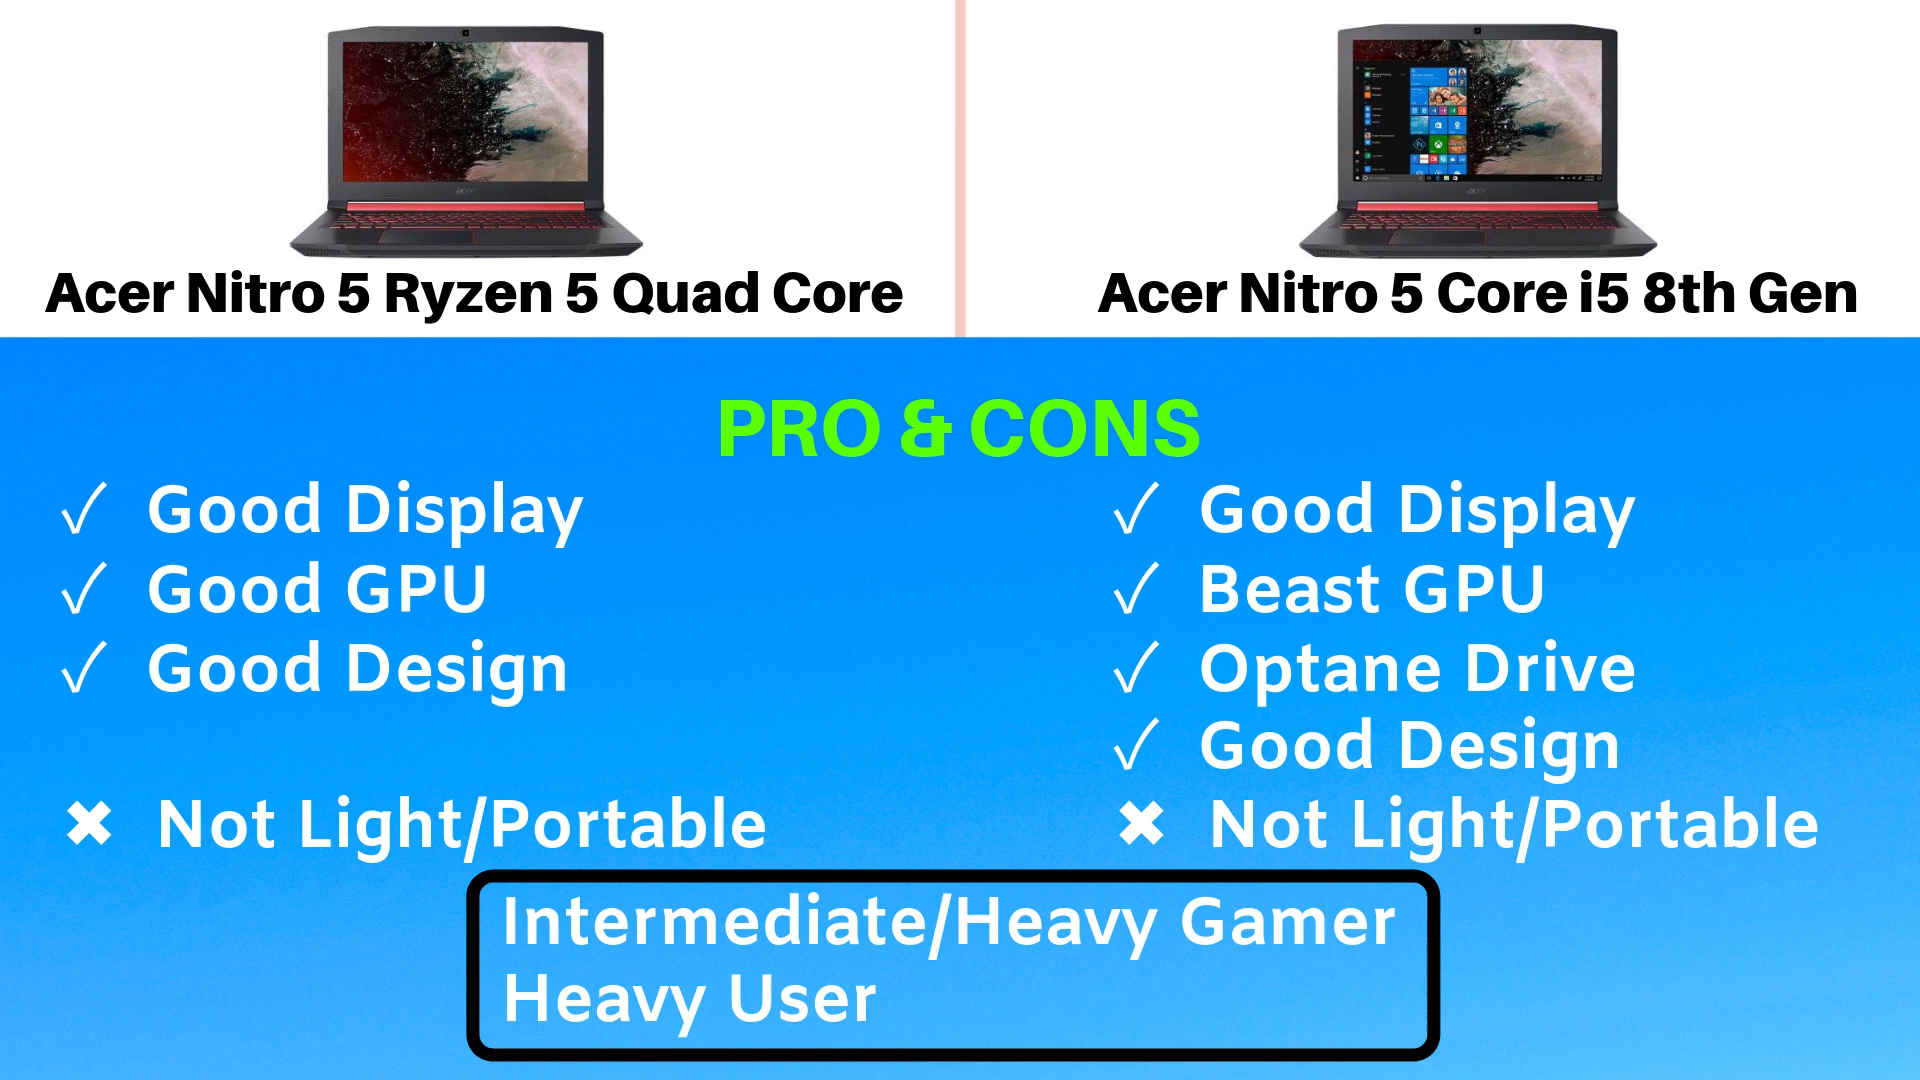 acer
acer
Acer Nitro 5 Ryzen 5 Quad Core
Acer Nitro 5 Core i5 8th Gen
PRO & CONS
✓ Good Display
✓ Good GPU
✓ Good Design
✖ Not Light/Portable
✓ Good Display
✓ Beast GPU
✓ Optane Drive
✓ Good Design
✖ Not Light/Portable
Intermediate/Heavy Gamer
Heavy User